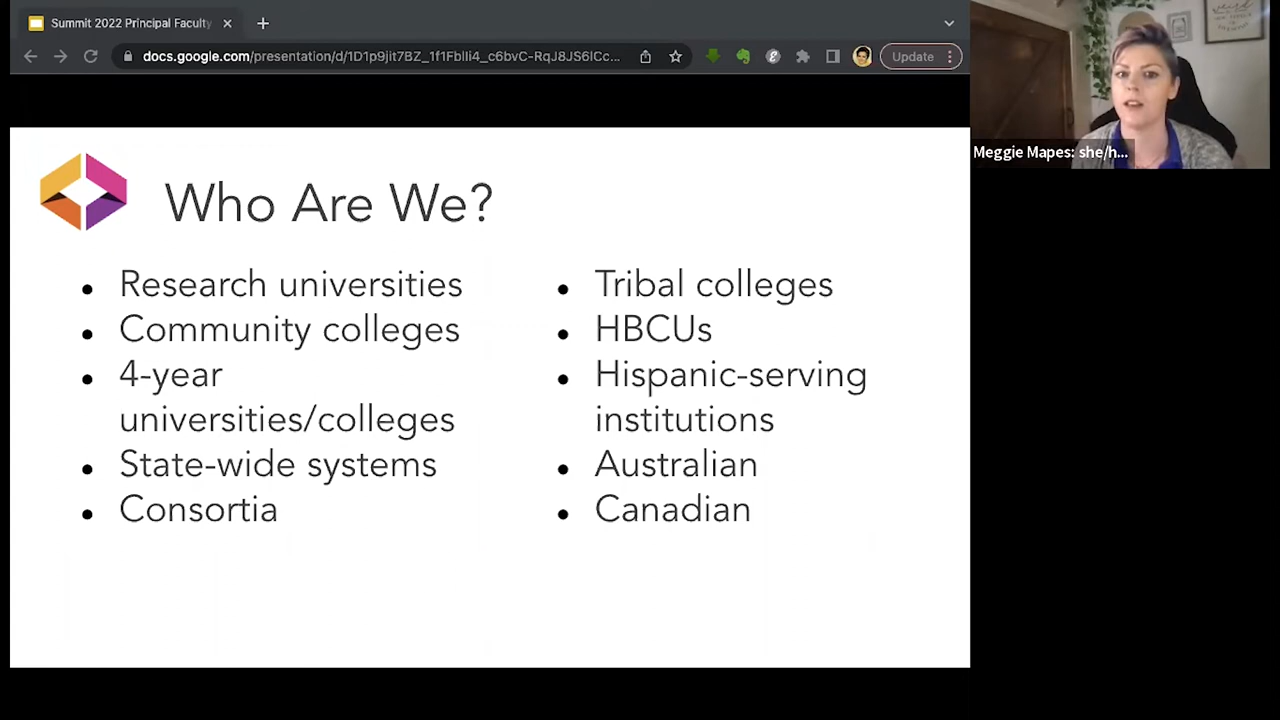 Summit 2022 Principal Faculty
docs.google.com/presentation/d/1D1p9jit7BZ_1f1FbIli4_c6bvC-RqJ8JS6ICc...
Update
Meggie Mapes: she/h...
Who Are We?
Research universities
Community colleges
4-year
universities/colleges
State-wide systems
Consortia
Tribal colleges
HBCUs
Hispanic-serving
institutions
Australian
Canadian